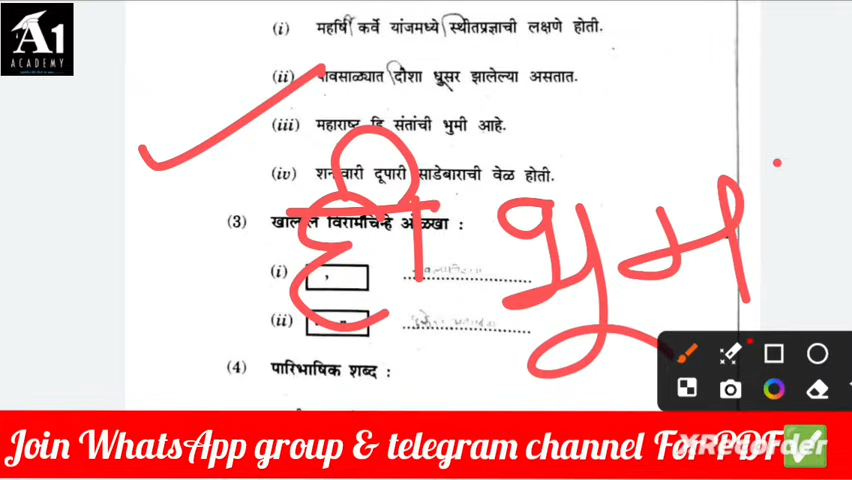 A1
ACADEMY
(i) महर्षी कर्वे यांजमध्ये स्थीतप्रज्ञाची लक्षणे होती.
(ii) पावसाळ्यात दीशा धुसर झालेल्या असतात.
(iii) महाराष्ट्र हि संतांची भुमी आहे.
(iv) शनीवारी दूपारी साडेबाराची वेळ होती.
ही भूम
(3) खालील विरामचिन्हे ओळखा :
(i) ,
(ii)
(4) पारिभाषिक शब्द :
Join WhatsApp group & telegram channel For PDF ✅
XRecorder